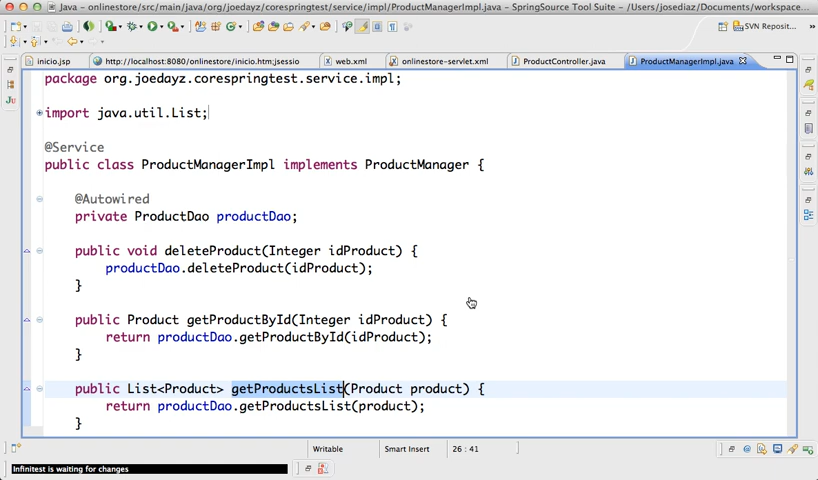 Java - onlinestore/src/main/java/org/joedayz/corespringtest/service/impl/ProductManagerImpl.java - SpringSource Tool Suite - /Users/josediaz/Documents/workspace...
SVN Reposit...
inicio.jsp http://localhost:8080/onlinestore/inicio.htm;jsessio web.xml onlinestore-servlet.xml ProductController.java ProductManagerImpl.java
package org.joedayz.corespringtest.service.impl;
import java.util.List;
@Service
public class ProductManagerImpl implements ProductManager {
@Autowired
private ProductDao productDao;
public void deleteProduct(Integer idProduct) {
productDao.deleteProduct(idProduct);
}
public Product getProductById(Integer idProduct) {
return productDao.getProductById(idProduct);
}
public List<Product> getProductsList(Product product) {
return productDao.getProductsList(product);
}
Writable Smart Insert 26 : 41
Infinitest is waiting for changes